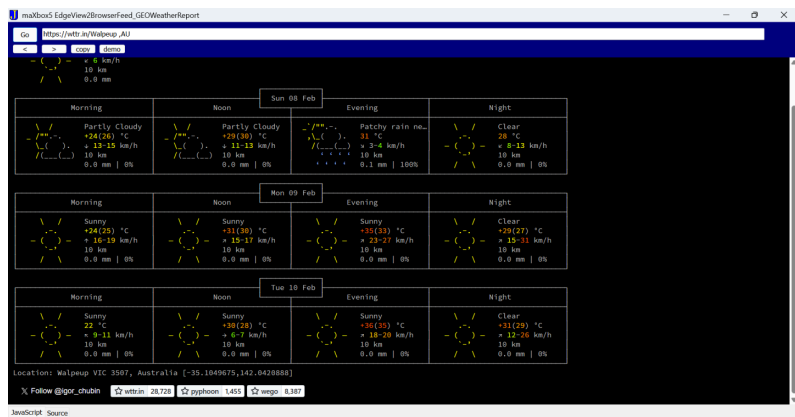 maXbox5 EdgeView2BrowserFeed_GEOWeatherReport
Go https://wttr.in/Walpeup ,AU
< > copy demo
6 km/h
10 km
0.0 mm
Sun 08 Feb
Morning Noon Evening Night
Partly Cloudy Partly Cloudy Patchy rain ne… Clear
+24(26) °C +29(30) °C 31 °C 28 °C
↓ 13-15 km/h ↓ 11-13 km/h ↗ 3-4 km/h ↙ 8-13 km/h
10 km 10 km 10 km 10 km
0.0 mm | 0% 0.0 mm | 0% 0.1 mm | 100% 0.0 mm | 0%
Mon 09 Feb
Morning Noon Evening Night
Sunny Sunny Sunny Clear
+24(25) °C +31(30) °C +35(33) °C +29(27) °C
↑ 16-19 km/h ↗ 15-17 km/h ↗ 23-27 km/h ↗ 15-31 km/h
10 km 10 km 10 km 10 km
0.0 mm | 0% 0.0 mm | 0% 0.0 mm | 0% 0.0 mm | 0%
Tue 10 Feb
Morning Noon Evening Night
Sunny Sunny Sunny Clear
22 °C +30(28) °C +36(35) °C +31(29) °C
↖ 9-11 km/h → 6-7 km/h ↗ 18-20 km/h ↗ 12-26 km/h
10 km 10 km 10 km 10 km
0.0 mm | 0% 0.0 mm | 0% 0.0 mm | 0% 0.0 mm | 0%
Location: Walpeup VIC 3507, Australia [-35.1049675,142.0420888]
Follow @igor_chubin wttr.in 28,728 pyphoon 1,455 wego 8,387
JavaScript Source